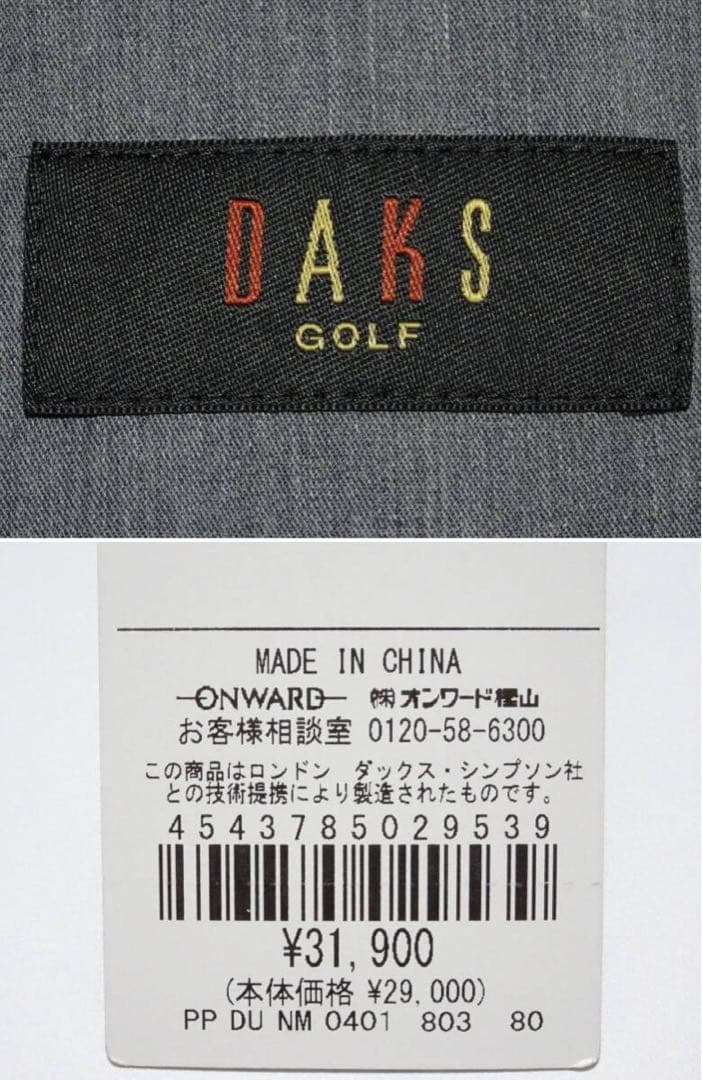 DAKS
GOLF
MADE IN CHINA
ONWARD ㈱オンワード樫山
お客様相談室 0120-58-6300
この商品はロンドン ダックス・シンプソン社
との技術提携により製造されたものです。
4543785029539
¥31,900
(本体価格 ¥29,000)
PP DU NM 0401 803 80